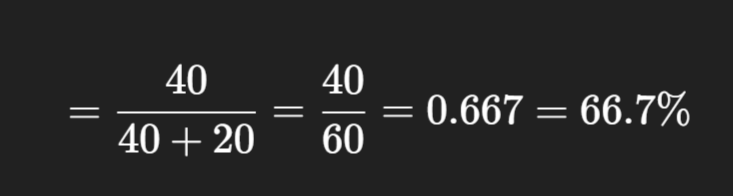 = 40/(40 + 20) = 40/60 = 0.667 = 66.7%